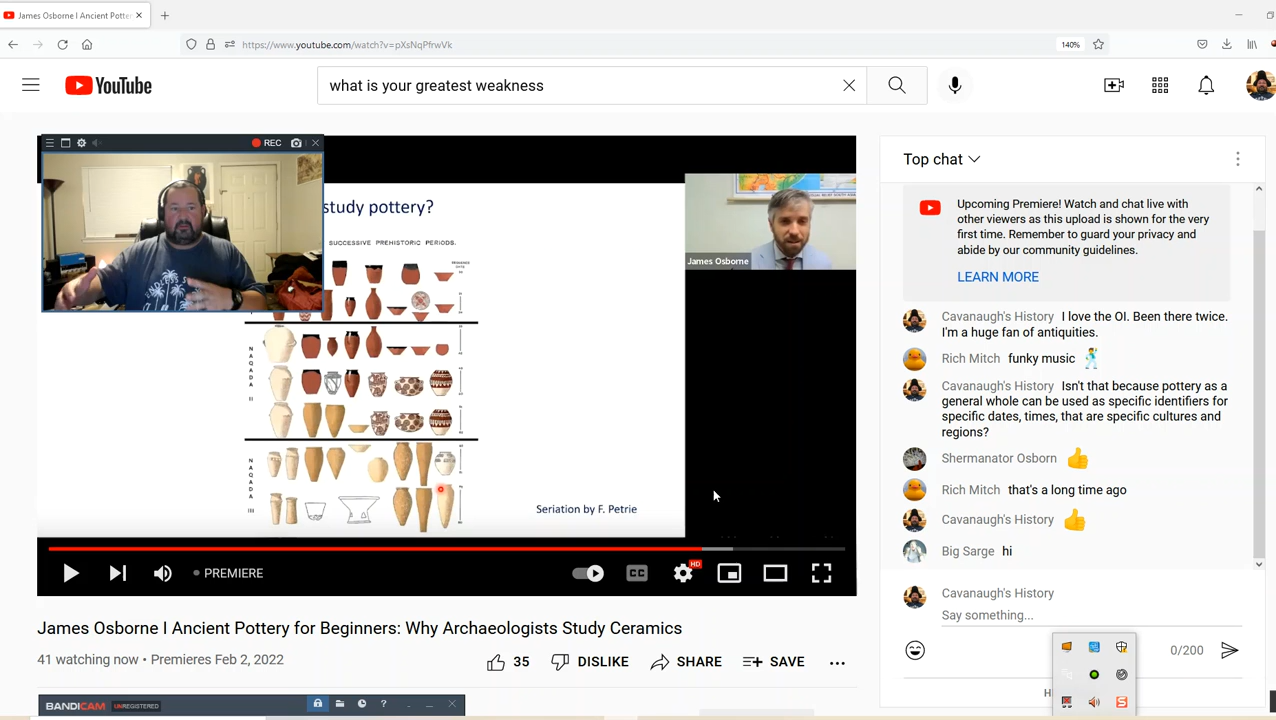 James Osborne I Ancient Potter
https://www.youtube.com/watch?v=pXsNqPfrwVk
140%
YouTube
what is your greatest weakness
REC
study pottery?
SUCCESSIVE PREHISTORIC PERIODS.
NAQADA II
NAQADA III
Seriation by F. Petrie
James Osborne
PREMIERE
CC
HD
James Osborne I Ancient Pottery for Beginners: Why Archaeologists Study Ceramics
41 watching now • Premieres Feb 2, 2022
35
DISLIKE
SHARE
SAVE
BANDICAM UNREGISTERED
Top chat
Upcoming Premiere! Watch and chat live with
other viewers as this upload is shown for the very
first time. Remember to guard your privacy and
abide by our community guidelines.
LEARN MORE
Cavanaugh's History I love the OI. Been there twice.
I'm a huge fan of antiquities.
Rich Mitch funky music
Cavanaugh's History Isn't that because pottery as a
general whole can be used as specific identifiers for
specific dates, times, that are specific cultures and
regions?
Shermanator Osborn
Rich Mitch that's a long time ago
Cavanaugh's History
Big Sarge hi
Cavanaugh's History
Say something...
0/200